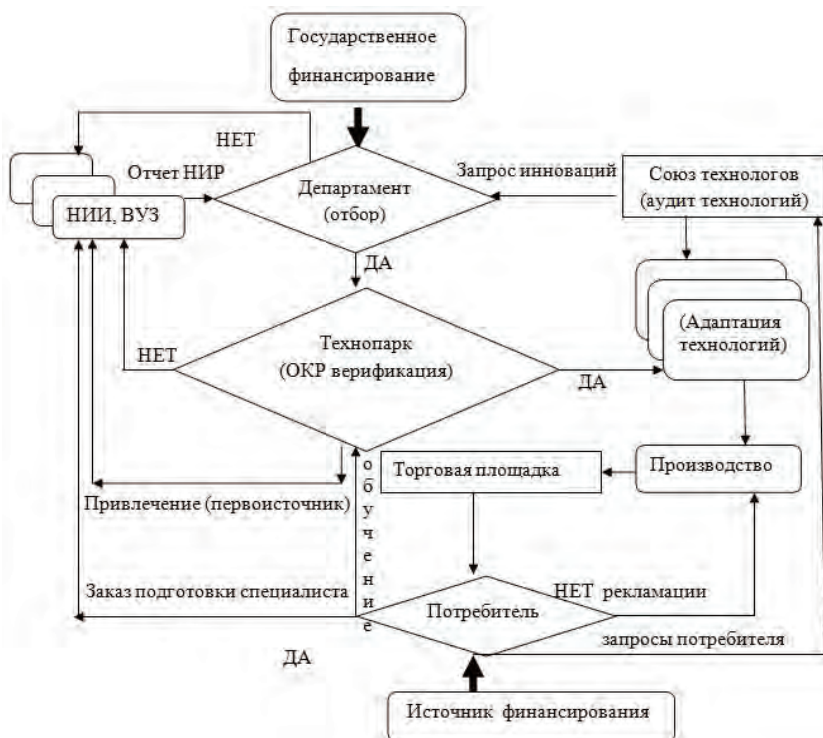 Государственное
финансирование
НЕТ
Отчет НИР
Запрос инноваций
Союз технологов
(аудит технологий)
Департамент
(отбор)
НИИ, ВУЗ
ДА
Технопарк
(ОКР верификация)
НЕТ
ДА
(Адаптация
технологий)
обучение
Торговая площадка
Производство
Привлечение (первоисточник)
Заказ подготовки специалиста
Потребитель
НЕТ рекламации
запросы потребителя
ДА
Источник финансирования